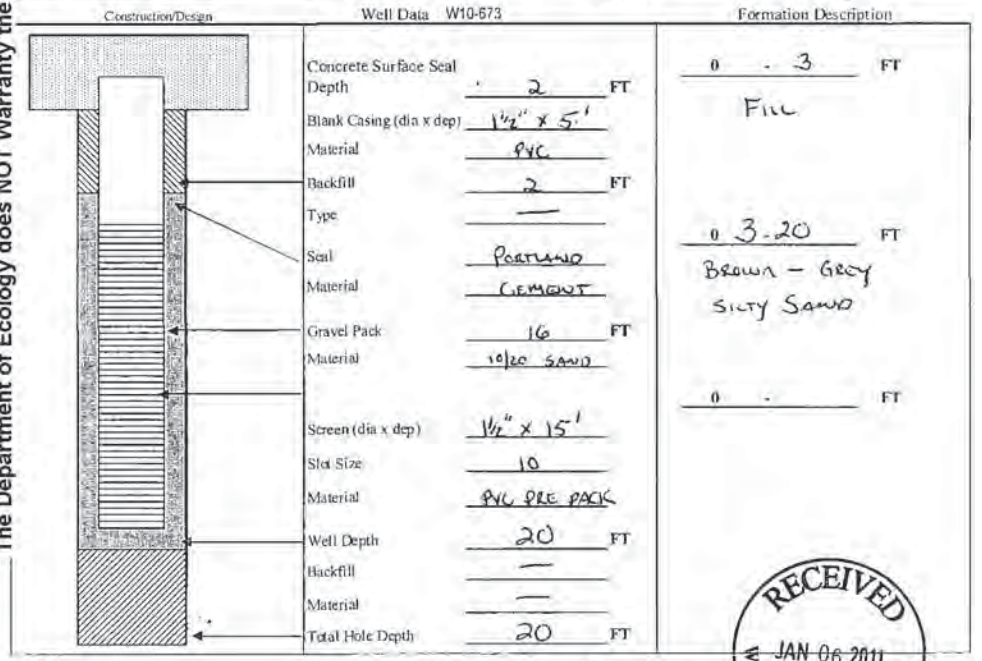 The Department of Ecology does NOT Warranty the
Construction/Design
Well Data W10-673
Formation Description
Concrete Surface Seal
Depth 2 FT
Blank Casing (dia x dep) 1 1/2" x 5'
Material PVC
Backfill 2 FT
Type —
Seal PORTLAND
Material CEMENT
Gravel Pack 16 FT
Material 10/20 SAND
Screen (dia x dep) 1 1/2" x 15'
Slot Size 10
Material PVC PRE PACK
Well Depth 20 FT
Backfill —
Material —
Total Hole Depth 20 FT
0 - 3 FT
FILL
0 3-20 FT
BROWN - GREY
SILTY SAND
0 - FT
RECEIVED
JAN 06 2011